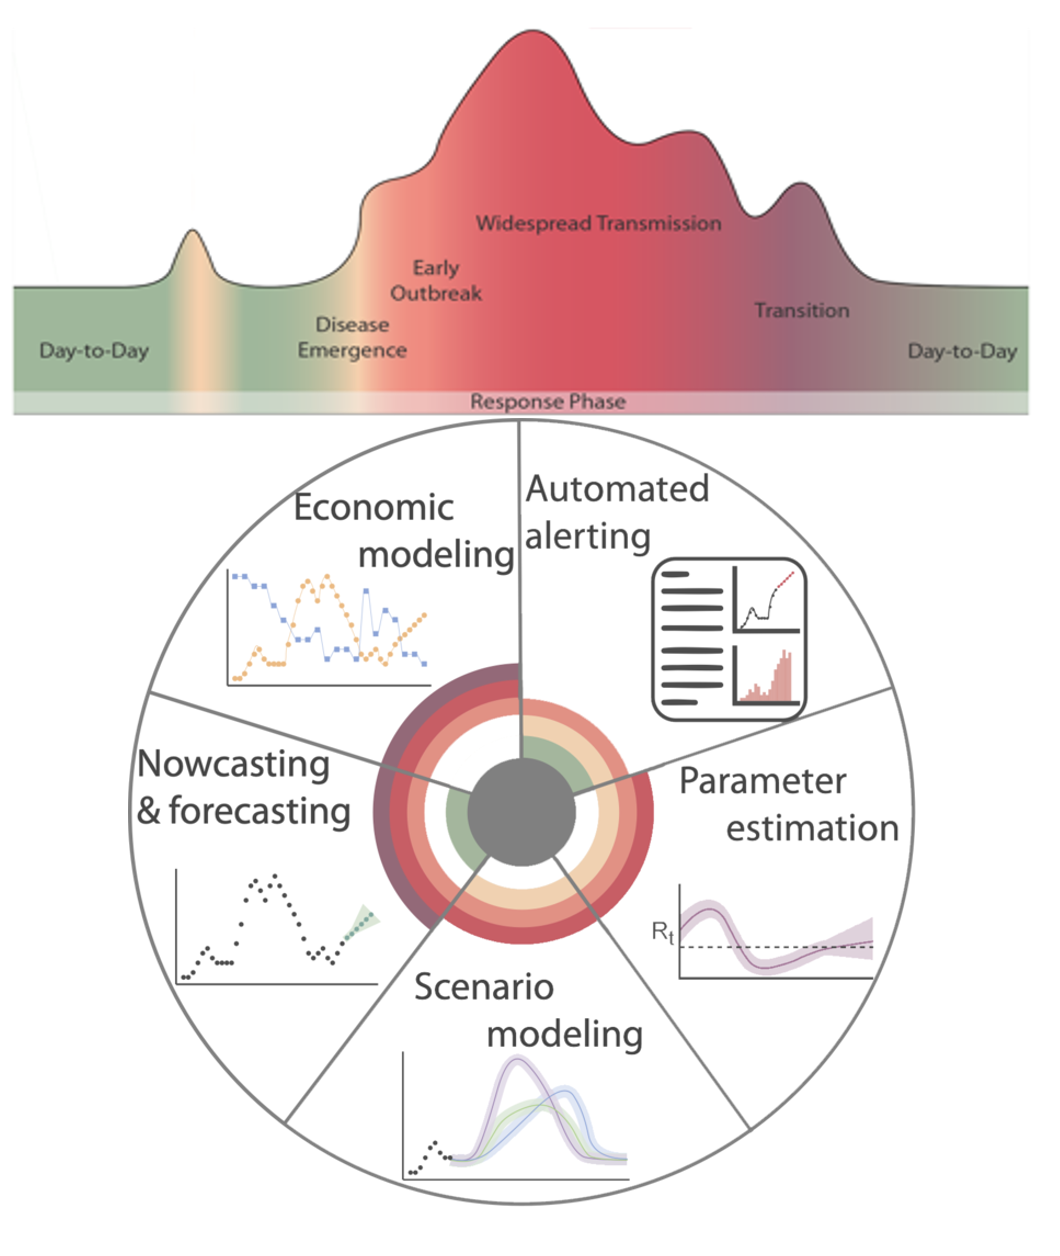 Widespread Transmission
Early
Outbreak
Transition
Disease
Emergence
Day-to-Day
Day-to-Day
Response Phase
Economic
modeling
Automated
alerting
Nowcasting
& forecasting
Parameter
estimation
Rt
Scenario
modeling